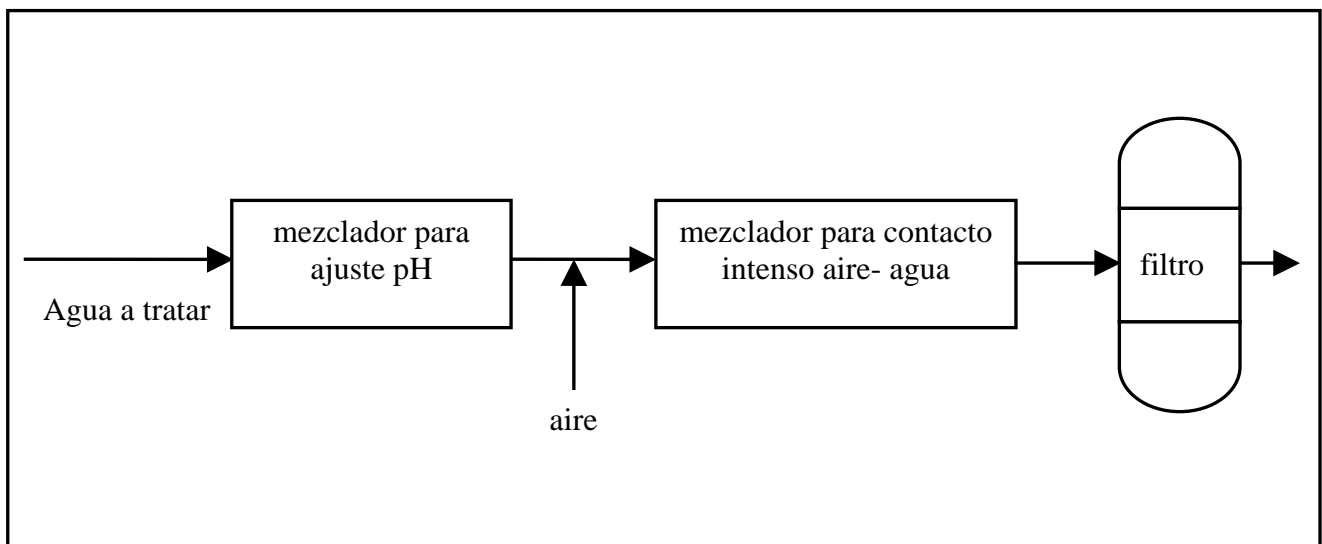 mezclador para
ajuste pH
mezclador para contacto
intenso aire- agua
filtro
Agua a tratar
aire